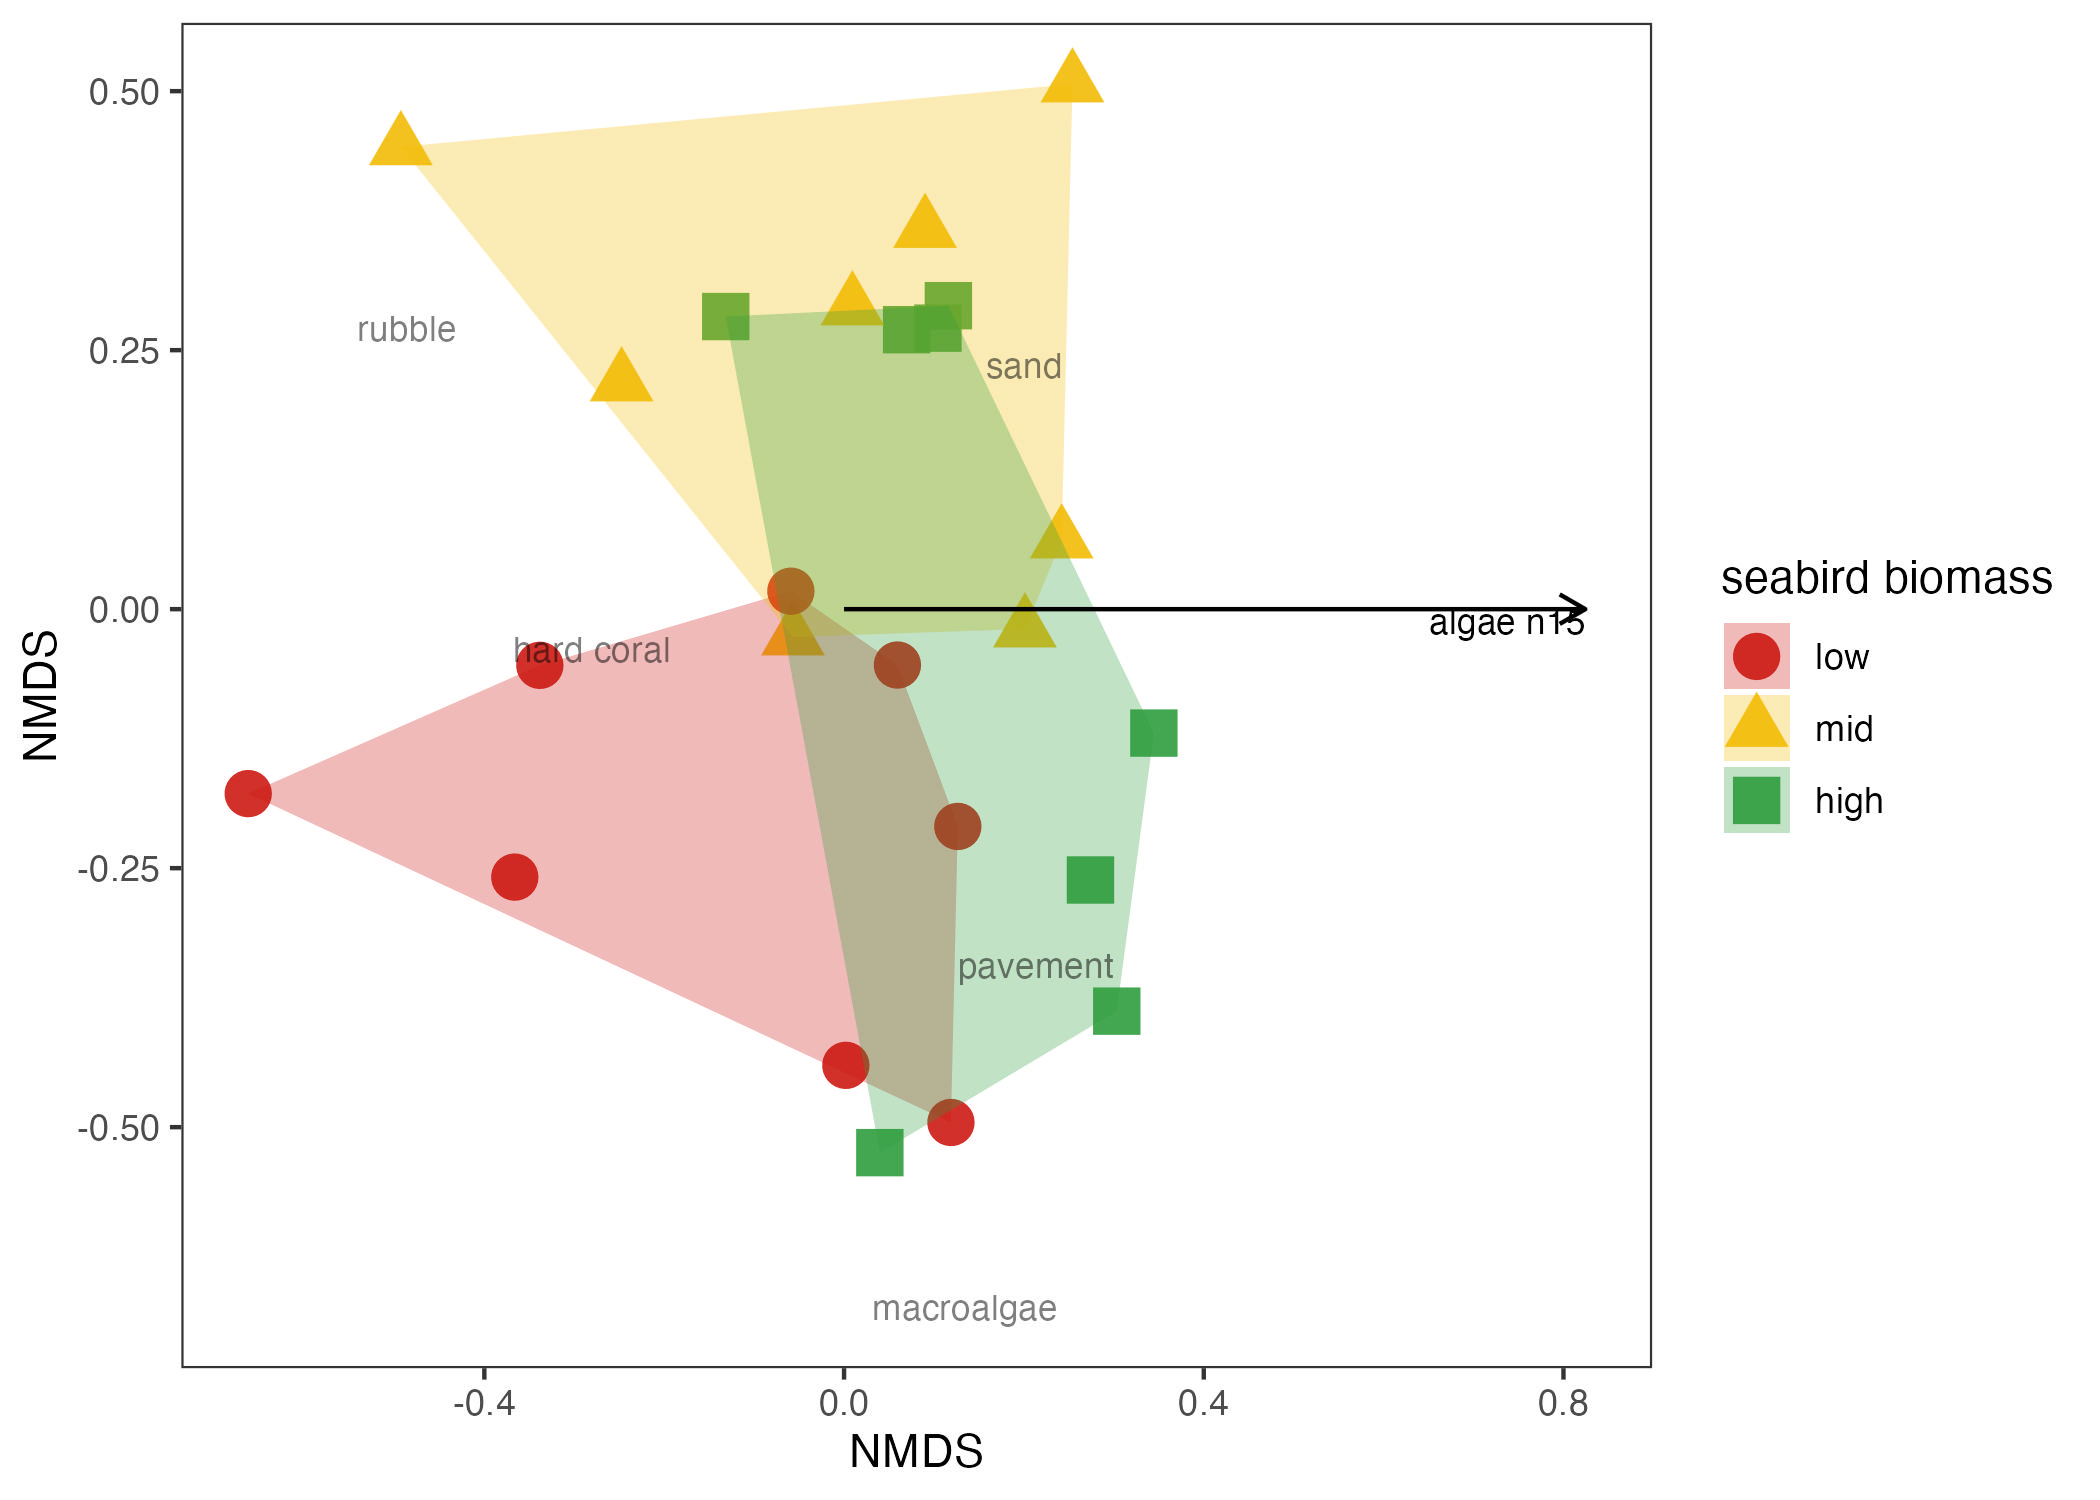 0.50
0.25
0.00
-0.25
-0.50
NMDS
rubble
sand
hard coral
algae n15
pavement
macroalgae
-0.4
0.0
0.4
0.8
NMDS
seabird biomass
low
mid
high